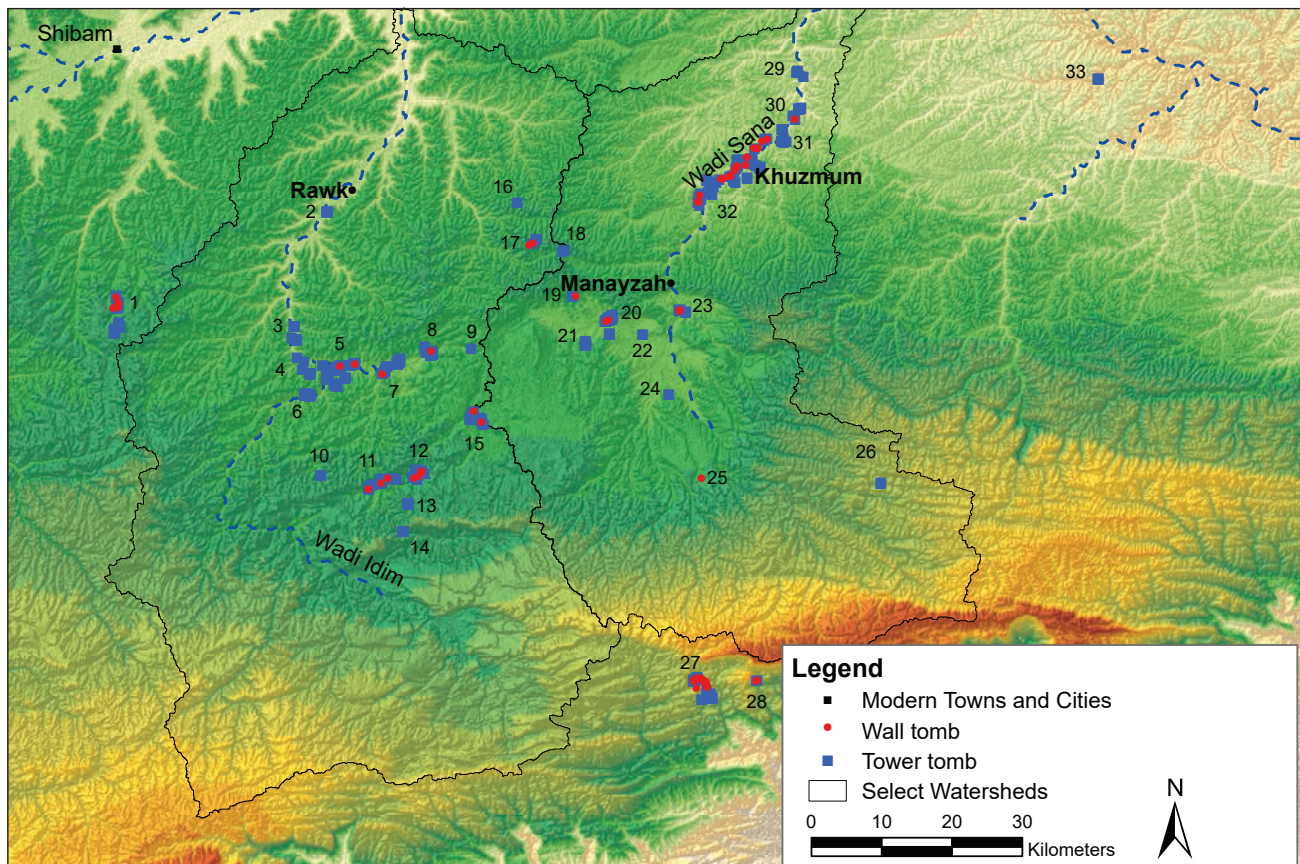 Shibam
33
29
30
Wadi Sana
31
Khuzmum
Rawk
16
2
32
17
18
Manayzah
19
1
23
20
3
21
22
8
9
5
4
7
24
6
15
12
10
11
26
25
13
14
Wadi Idim
27
28
Legend
Modern Towns and Cities
Wall tomb
Tower tomb
Select Watersheds
N
0 10 20 30
Kilometers